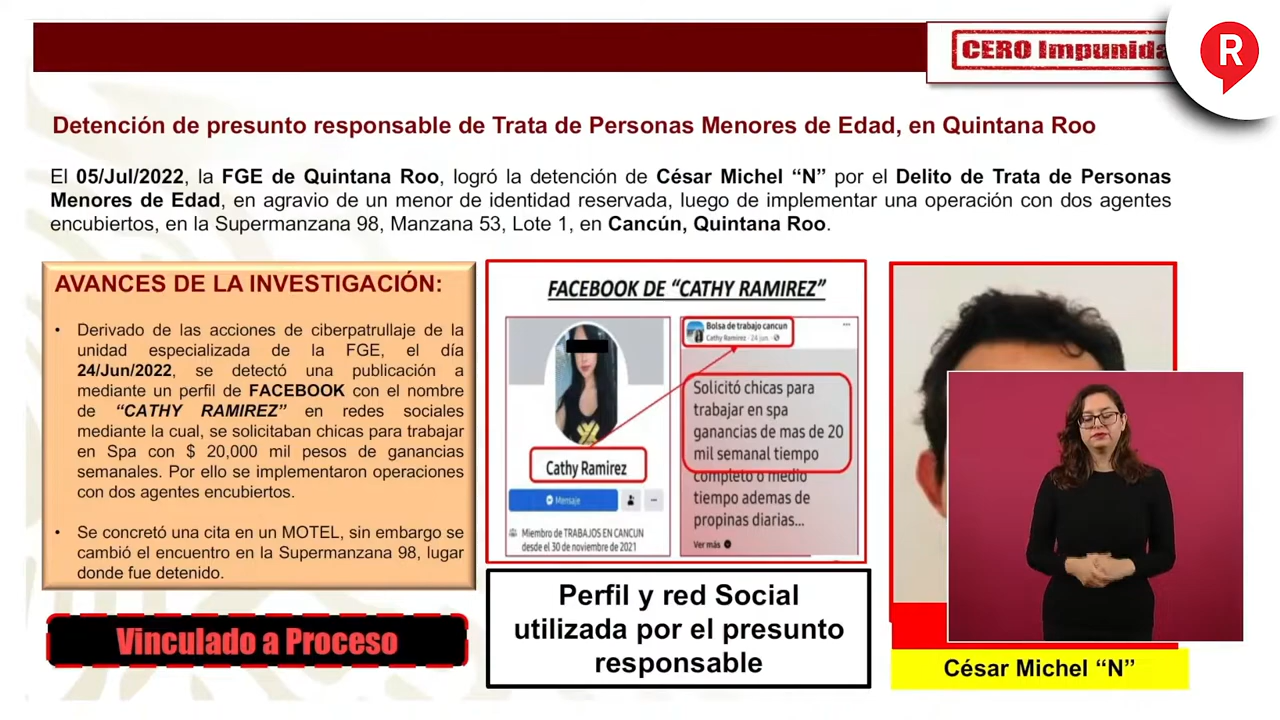 CERO Impunida
R
Detención de presunto responsable de Trata de Personas Menores de Edad, en Quintana Roo
El 05/Jul/2022, la FGE de Quintana Roo, logró la detención de César Michel “N” por el Delito de Trata de Personas
Menores de Edad, en agravio de un menor de identidad reservada, luego de implementar una operación con dos agentes
encubiertos, en la Supermanzana 98, Manzana 53, Lote 1, en Cancún, Quintana Roo.
AVANCES DE LA INVESTIGACIÓN:
• Derivado de las acciones de ciberpatrullaje de la
unidad especializada de la FGE, el día
24/Jun/2022, se detectó una publicación a
mediante un perfil de FACEBOOK con el nombre
de “CATHY RAMIREZ” en redes sociales
mediante la cual, se solicitaban chicas para trabajar
en Spa con $ 20,000 mil pesos de ganancias
semanales. Por ello se implementaron operaciones
con dos agentes encubiertos.
• Se concretó una cita en un MOTEL, sin embargo se
cambió el encuentro en la Supermanzana 98, lugar
donde fue detenido.
Vinculado a Proceso
FACEBOOK DE “CATHY RAMIREZ”
Cathy Ramirez
Mensaje
Miembro de TRABAJOS EN CANCUN
desde el 30 de noviembre de 2021
Bolsa de trabajo cancun
Cathy Ramirez · 24 jun. ·
Solicitó chicas para
trabajar en spa
ganancias de mas de 20
mil semanal tiempo
completo o medio
tiempo ademas de
propinas diarias...
Ver más
Perfil y red Social
utilizada por el presunto
responsable
César Michel “N”